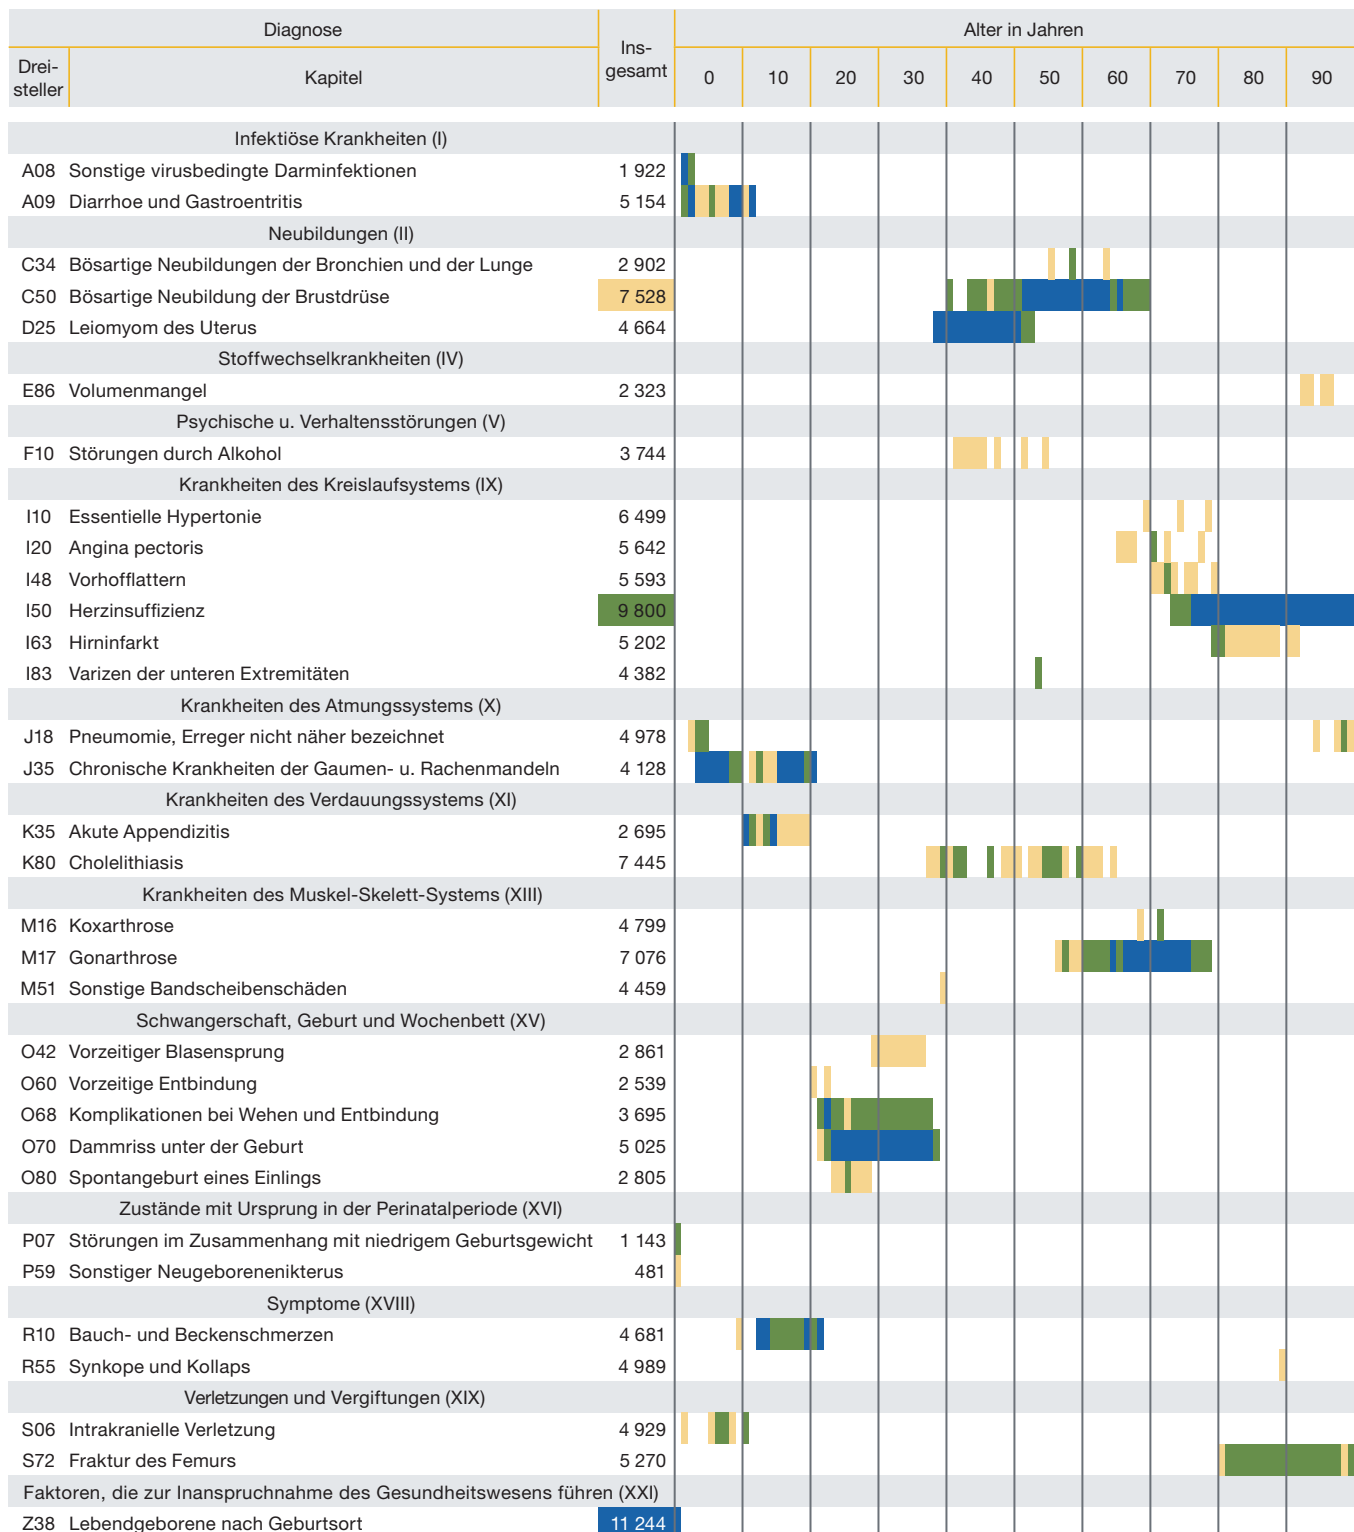 Diagnose
Ins-
gesamt
Alter in Jahren
Drei-
steller
Kapitel
0 10 20 30 40 50 60 70 80 90
Infektiöse Krankheiten (I)
A08 Sonstige virusbedingte Darminfektionen 1 922
A09 Diarrhoe und Gastroentritis 5 154
Neubildungen (II)
C34 Bösartige Neubildungen der Bronchien und der Lunge 2 902
C50 Bösartige Neubildung der Brustdrüse 7 528
D25 Leiomyom des Uterus 4 664
Stoffwechselkrankheiten (IV)
E86 Volumenmangel 2 323
Psychische u. Verhaltensstörungen (V)
F10 Störungen durch Alkohol 3 744
Krankheiten des Kreislaufsystems (IX)
I10 Essentielle Hypertonie 6 499
I20 Angina pectoris 5 642
I48 Vorhofflattern 5 593
I50 Herzinsuffizienz 9 800
I63 Hirninfarkt 5 202
I83 Varizen der unteren Extremitäten 4 382
Krankheiten des Atmungssystems (X)
J18 Pneumomie, Erreger nicht näher bezeichnet 4 978
J35 Chronische Krankheiten der Gaumen- u. Rachenmandeln 4 128
Krankheiten des Verdauungssystems (XI)
K35 Akute Appendizitis 2 695
K80 Cholelithiasis 7 445
Krankheiten des Muskel-Skelett-Systems (XIII)
M16 Koxarthrose 4 799
M17 Gonarthrose 7 076
M51 Sonstige Bandscheibenschäden 4 459
Schwangerschaft, Geburt und Wochenbett (XV)
O42 Vorzeitiger Blasensprung 2 861
O60 Vorzeitige Entbindung 2 539
O68 Komplikationen bei Wehen und Entbindung 3 695
O70 Dammriss unter der Geburt 5 025
O80 Spontangeburt eines Einlings 2 805
Zustände mit Ursprung in der Perinatalperiode (XVI)
P07 Störungen im Zusammenhang mit niedrigem Geburtsgewicht 1 143
P59 Sonstiger Neugeborenenikterus 481
Symptome (XVIII)
R10 Bauch- und Beckenschmerzen 4 681
R55 Synkope und Kollaps 4 989
Verletzungen und Vergiftungen (XIX)
S06 Intrakranielle Verletzung 4 929
S72 Fraktur des Femurs 5 270
Faktoren, die zur Inanspruchnahme des Gesundheitswesens führen (XXI)
Z38 Lebendgeborene nach Geburtsort 11 244